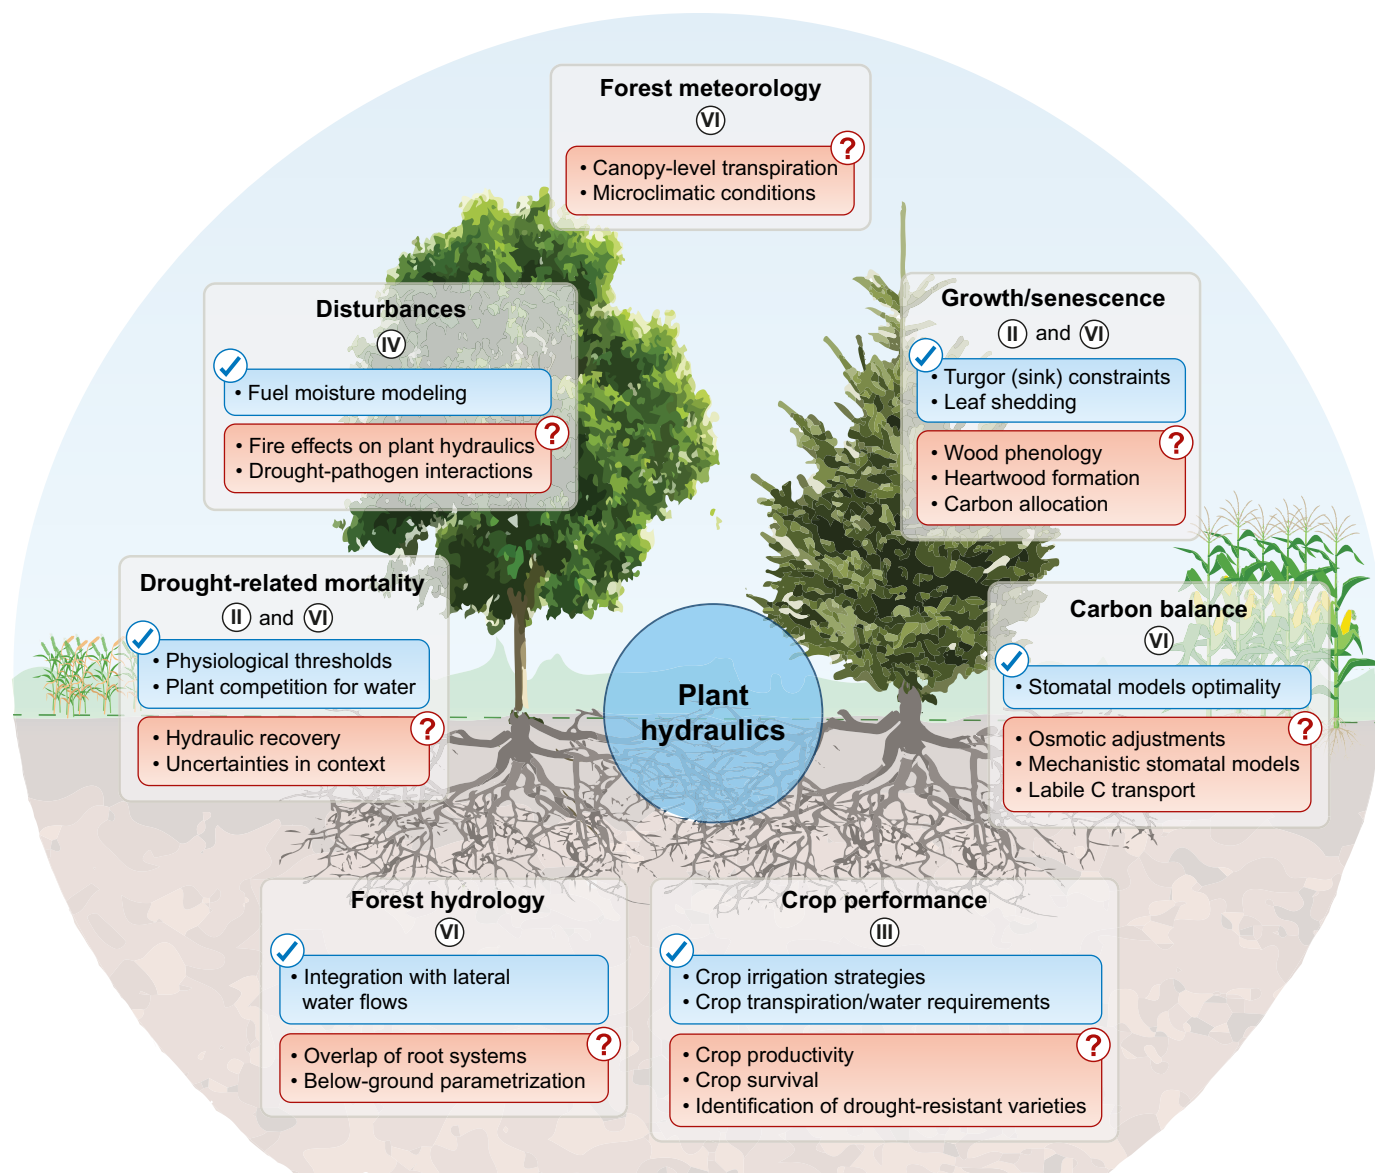 Forest meteorology
VI
?
• Canopy-level transpiration
• Microclimatic conditions
Disturbances
IV
• Fuel moisture modeling
?
• Fire effects on plant hydraulics
• Drought-pathogen interactions
Growth/senescence
II and VI
• Turgor (sink) constraints
• Leaf shedding
?
• Wood phenology
• Heartwood formation
• Carbon allocation
Drought-related mortality
II and VI
• Physiological thresholds
• Plant competition for water
?
• Hydraulic recovery
• Uncertainties in context
Plant
hydraulics
Carbon balance
VI
• Stomatal models optimality
?
• Osmotic adjustments
• Mechanistic stomatal models
• Labile C transport
Forest hydrology
VI
• Integration with lateral
water flows
?
• Overlap of root systems
• Below-ground parametrization
Crop performance
III
• Crop irrigation strategies
• Crop transpiration/water requirements
?
• Crop productivity
• Crop survival
• Identification of drought-resistant varieties